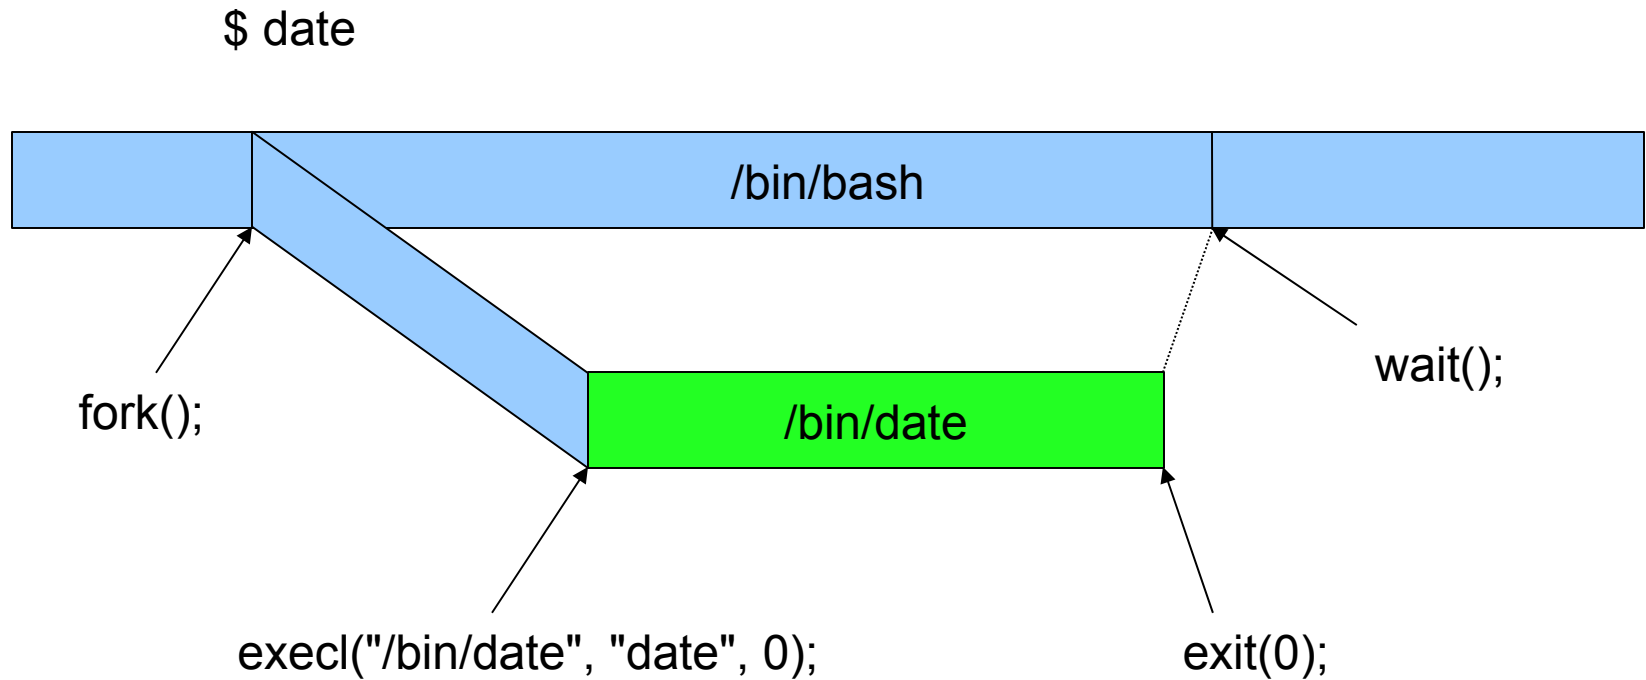 $ date
/bin/bash
wait();
fork();
/bin/date
execl("/bin/date", "date", 0);
exit(0);